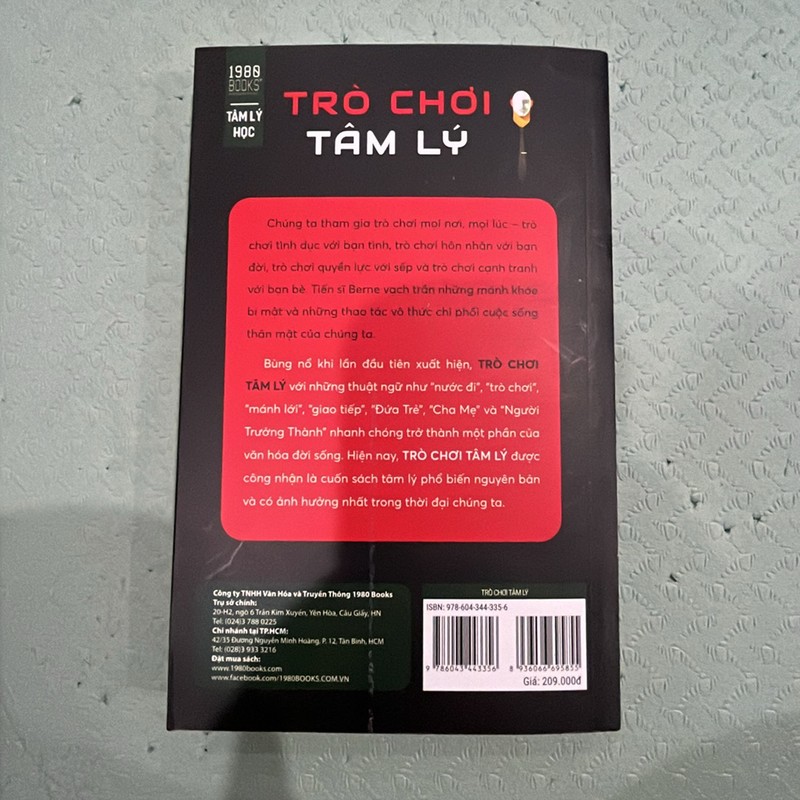 1980
BOOKS
TÂM LÝ
HỌC
TRÒ CHƠI
TÂM LÝ
Chúng ta tham gia trò chơi mọi nơi, mọi lúc – trò
chơi tình dục với bạn tình, trò chơi hôn nhân với bạn
đời, trò chơi quyền lực với sếp và trò chơi cạnh tranh
với bạn bè. Tiến sĩ Berne vạch trần những mánh khóe
bí mật và những thao tác vô thức chi phối cuộc sống
thân mật của chúng ta.
Bùng nổ khi lần đầu tiên xuất hiện, TRÒ CHƠI
TÂM LÝ với những thuật ngữ như "nước đi", "trò chơi",
"mánh lới", "giao tiếp", "Đứa Trẻ", "Cha Mẹ" và "Người
Trưởng Thành" nhanh chóng trở thành một phần của
văn hóa đời sống. Hiện nay, TRÒ CHƠI TÂM LÝ được
công nhận là cuốn sách tâm lý phổ biến nguyên bản
và có ảnh hưởng nhất trong thời đại chúng ta.
Công ty TNHH Văn Hóa và Truyền Thông 1980 Books
Trụ sở chính:
20-H2, ngõ 6 Trần Kim Xuyến, Yên Hòa, Cầu Giấy, HN
Tel: (024)3 788 0225
Chi nhánh tại TP.HCM:
42/35 Đường Nguyễn Minh Hoàng, P. 12, Tân Bình, HCM
Tel: (028)3 933 3216
Đặt mua sách:
www.1980books.com
www.facebook.com/1980BOOKS.COM.VN
TRÒ CHƠI TÂM LÝ
ISBN: 978-604-344-335-6
9 786043 443356
8 936066 695855
Giá: 209.000đ